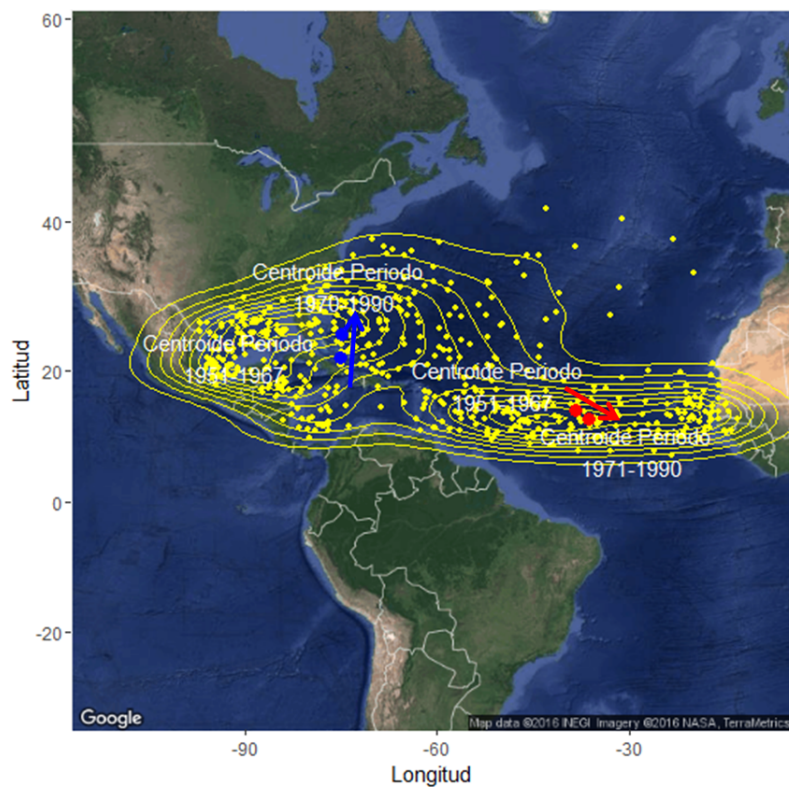 60
40
20
0
-20
Latitud
Centroide Periodo
1970-1990
Centroide Periodo
1951-1967
Centroide Periodo
1951-1967
Centroide Periodo
1971-1990
Google
Map data ©2016 INEGI Imagery ©2016 NASA, TerraMetrics
-90
-60
-30
Longitud